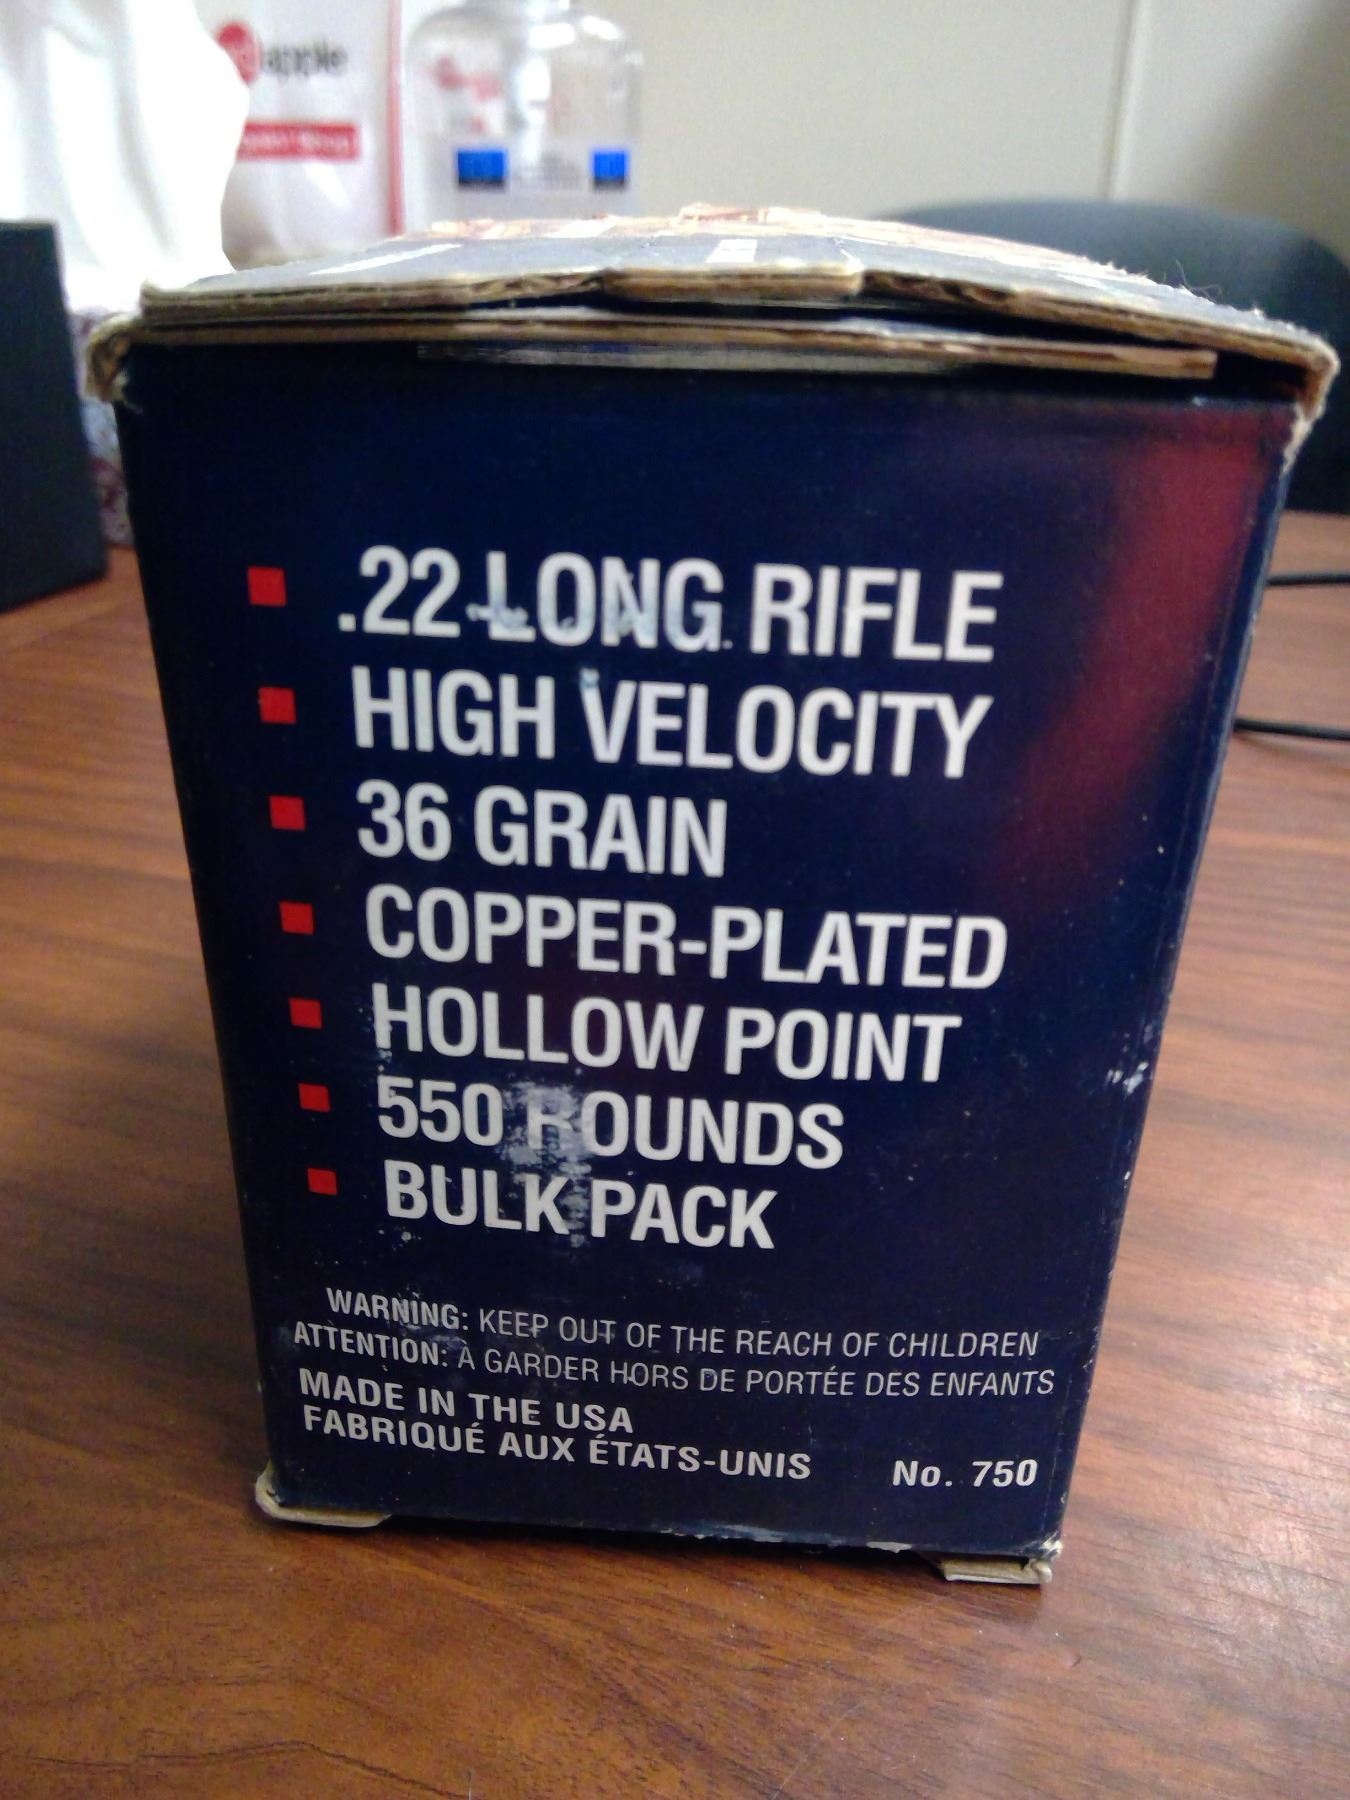 apple
.22 LONG RIFLE
HIGH VELOCITY
36 GRAIN
COPPER-PLATED
HOLLOW POINT
550 ROUNDS
BULK PACK
WARNING: KEEP OUT OF THE REACH OF CHILDREN
ATTENTION: À GARDER HORS DE PORTÉE DES ENFANTS
MADE IN THE USA
FABRIQUÉ AUX ÉTATS-UNIS
No. 750